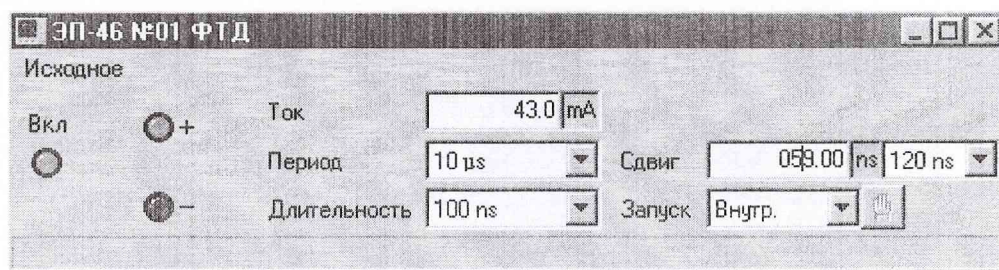 ЭП-46 №01 ФТД
Исходное
Вкл + Ток 43.0 mA
Период 10 µs Сдвиг 059.00 ns 120 ns
- Длительность 100 ns Запуск Внутр.